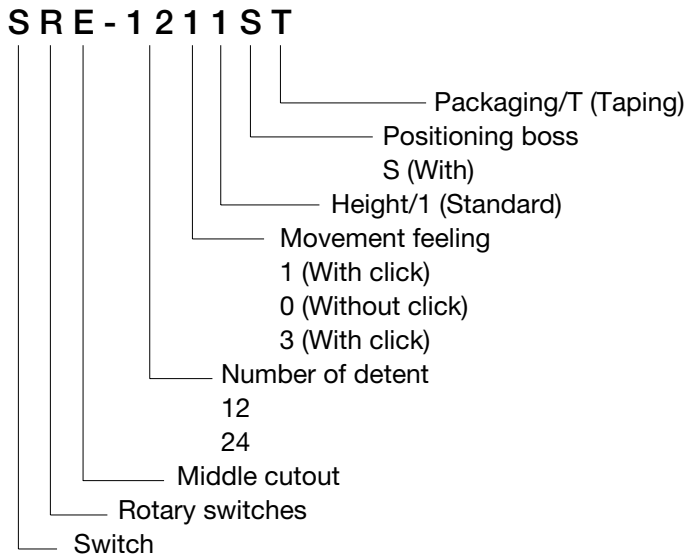 S R E - 1 2 1 1 S T
Packaging/T (Taping)
Positioning boss
S (With)
Height/1 (Standard)
Movement feeling
1 (With click)
0 (Without click)
3 (With click)
Number of detent
12
24
Middle cutout
Rotary switches
Switch